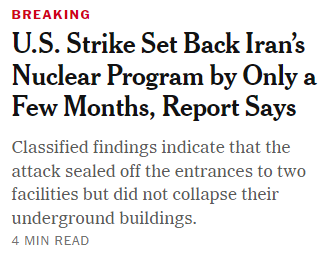 BREAKING
U.S. Strike Set Back Iran’s
Nuclear Program by Only a
Few Months, Report Says
Classified findings indicate that the
attack sealed off the entrances to two
facilities but did not collapse their
underground buildings.
4 MIN READ